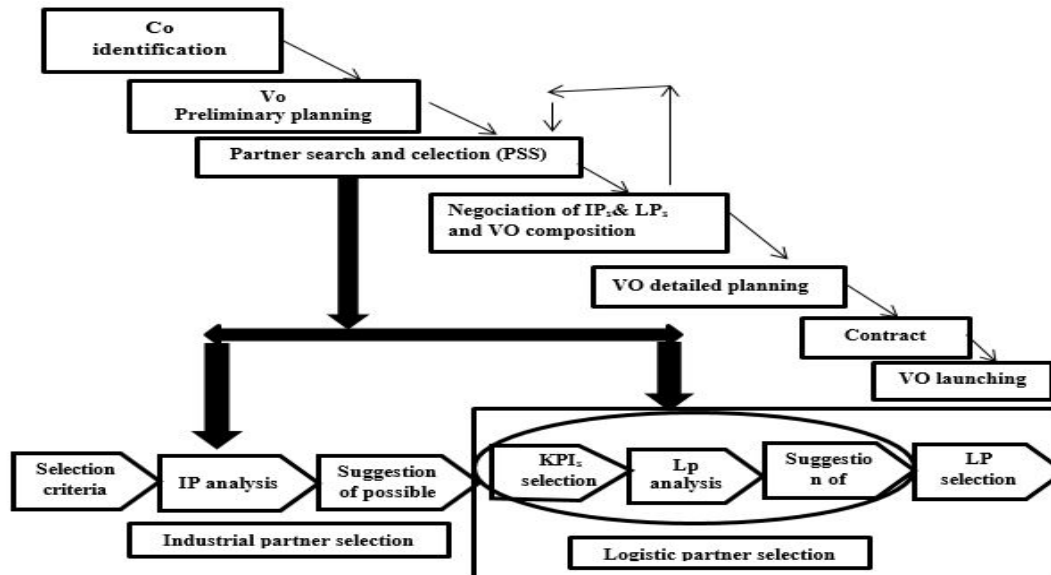 Co
identification
Vo
Preliminary planning
Partner search and celection (PSS)
Negociation of IPs& LPs
and VO composition
VO detailed planning
Contract
VO launching
Selection
criteria
IP analysis
Suggestion
of possible
KPIs
selection
Lp
analysis
Suggestio
n of
LP
selection
Industrial partner selection
Logistic partner selection